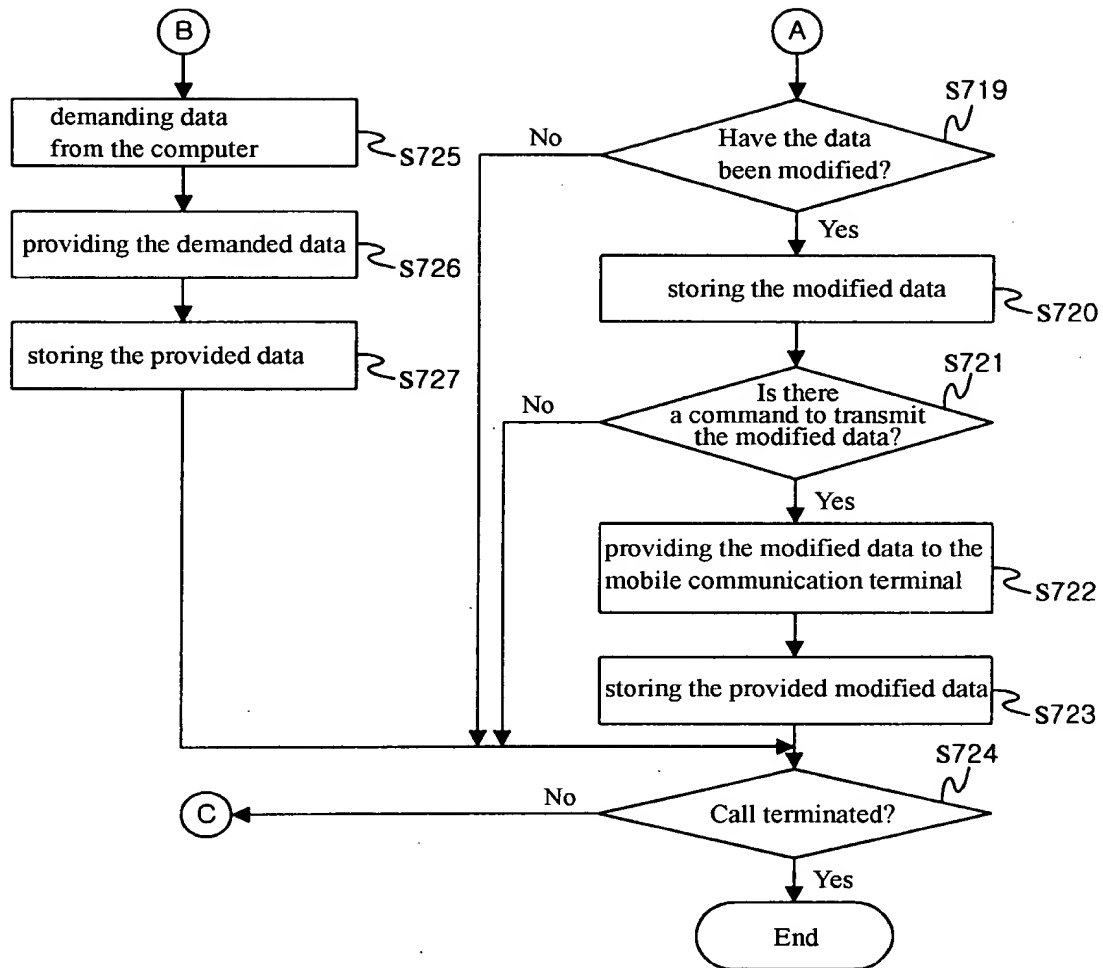 B
demanding data
from the computer
S725
providing the demanded data
S726
storing the provided data
S727
A
S719
Have the data
been modified?
No
Yes
storing the modified data
S720
S721
Is there
a command to transmit
the modified data?
No
Yes
providing the modified data to the
mobile communication terminal
S722
storing the provided modified data
S723
S724
Call terminated?
No
C
Yes
End